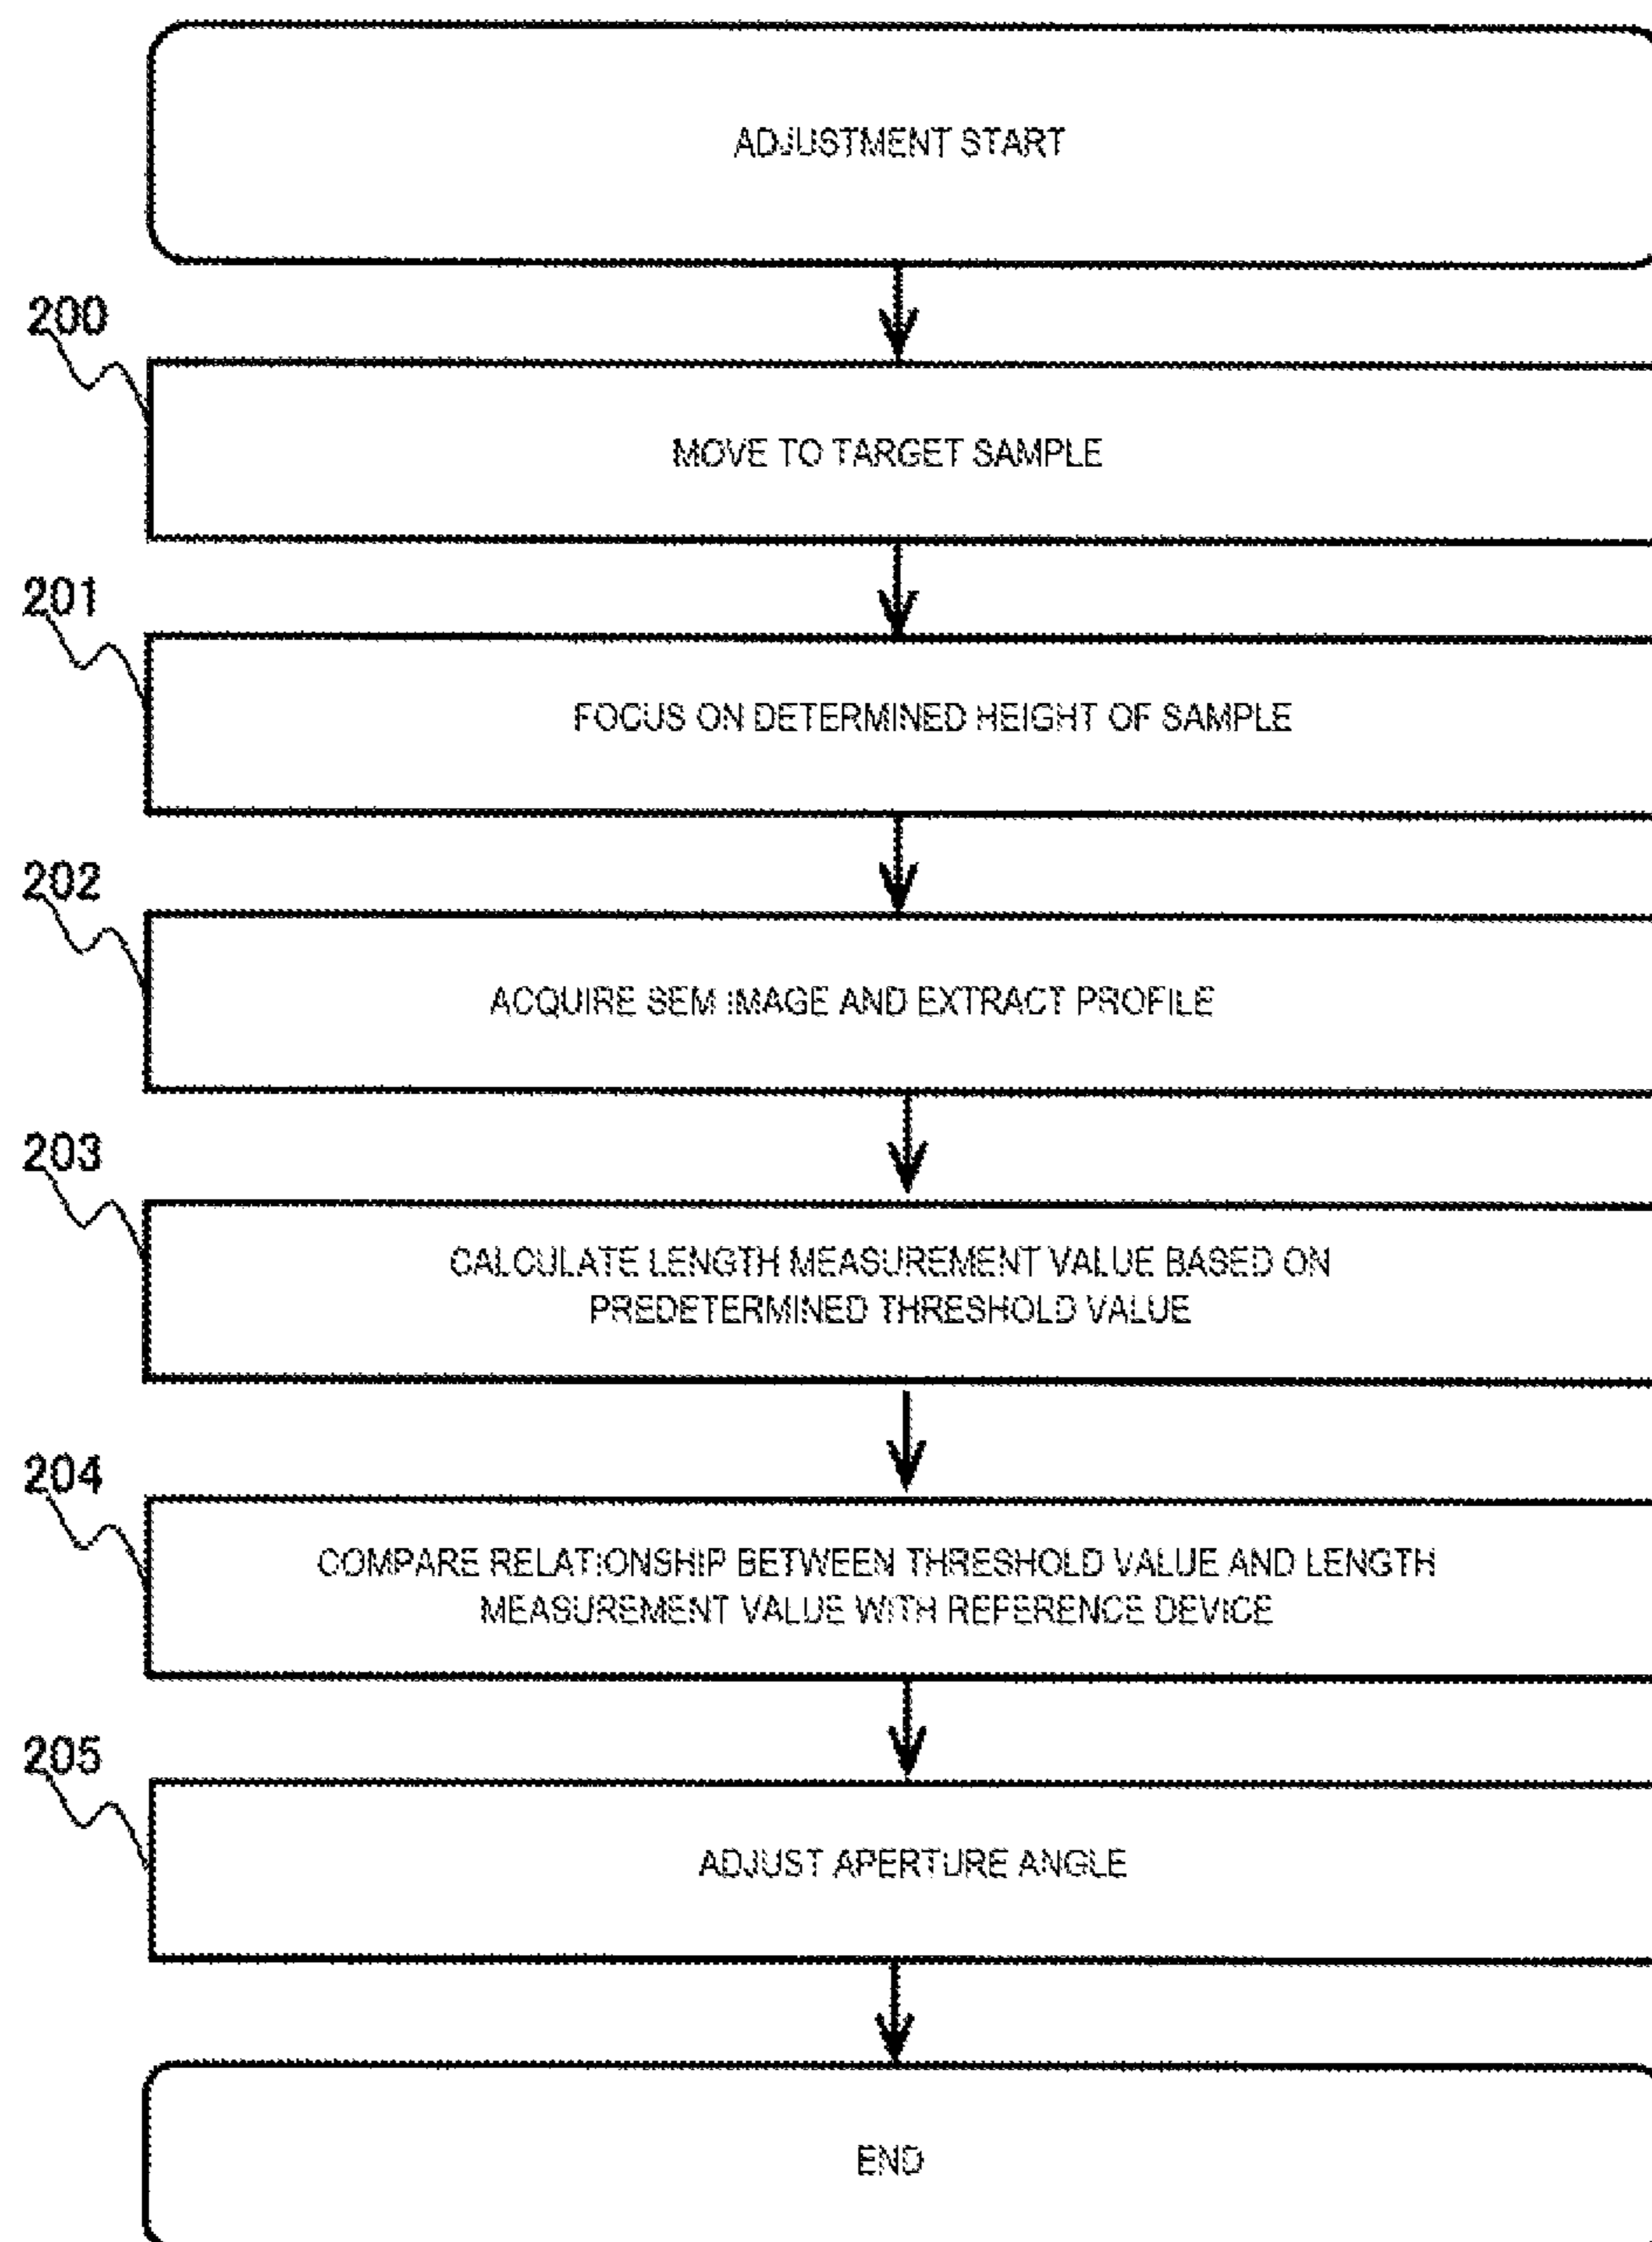 ADJUSTMENT START
200
MOVE TO TARGET SAMPLE
201
FOCUS ON DETERMINED HEIGHT OF SAMPLE
202
ACQUIRE SEM IMAGE AND EXTRACT PROFILE
203
CALCULATE LENGTH MEASUREMENT VALUE BASED ON
PREDETERMINED THRESHOLD VALUE
204
COMPARE RELATIONSHIP BETWEEN THRESHOLD VALUE AND LENGTH
MEASUREMENT VALUE WITH REFERENCE DEVICE
205
ADJUST APERTURE ANGLE
END